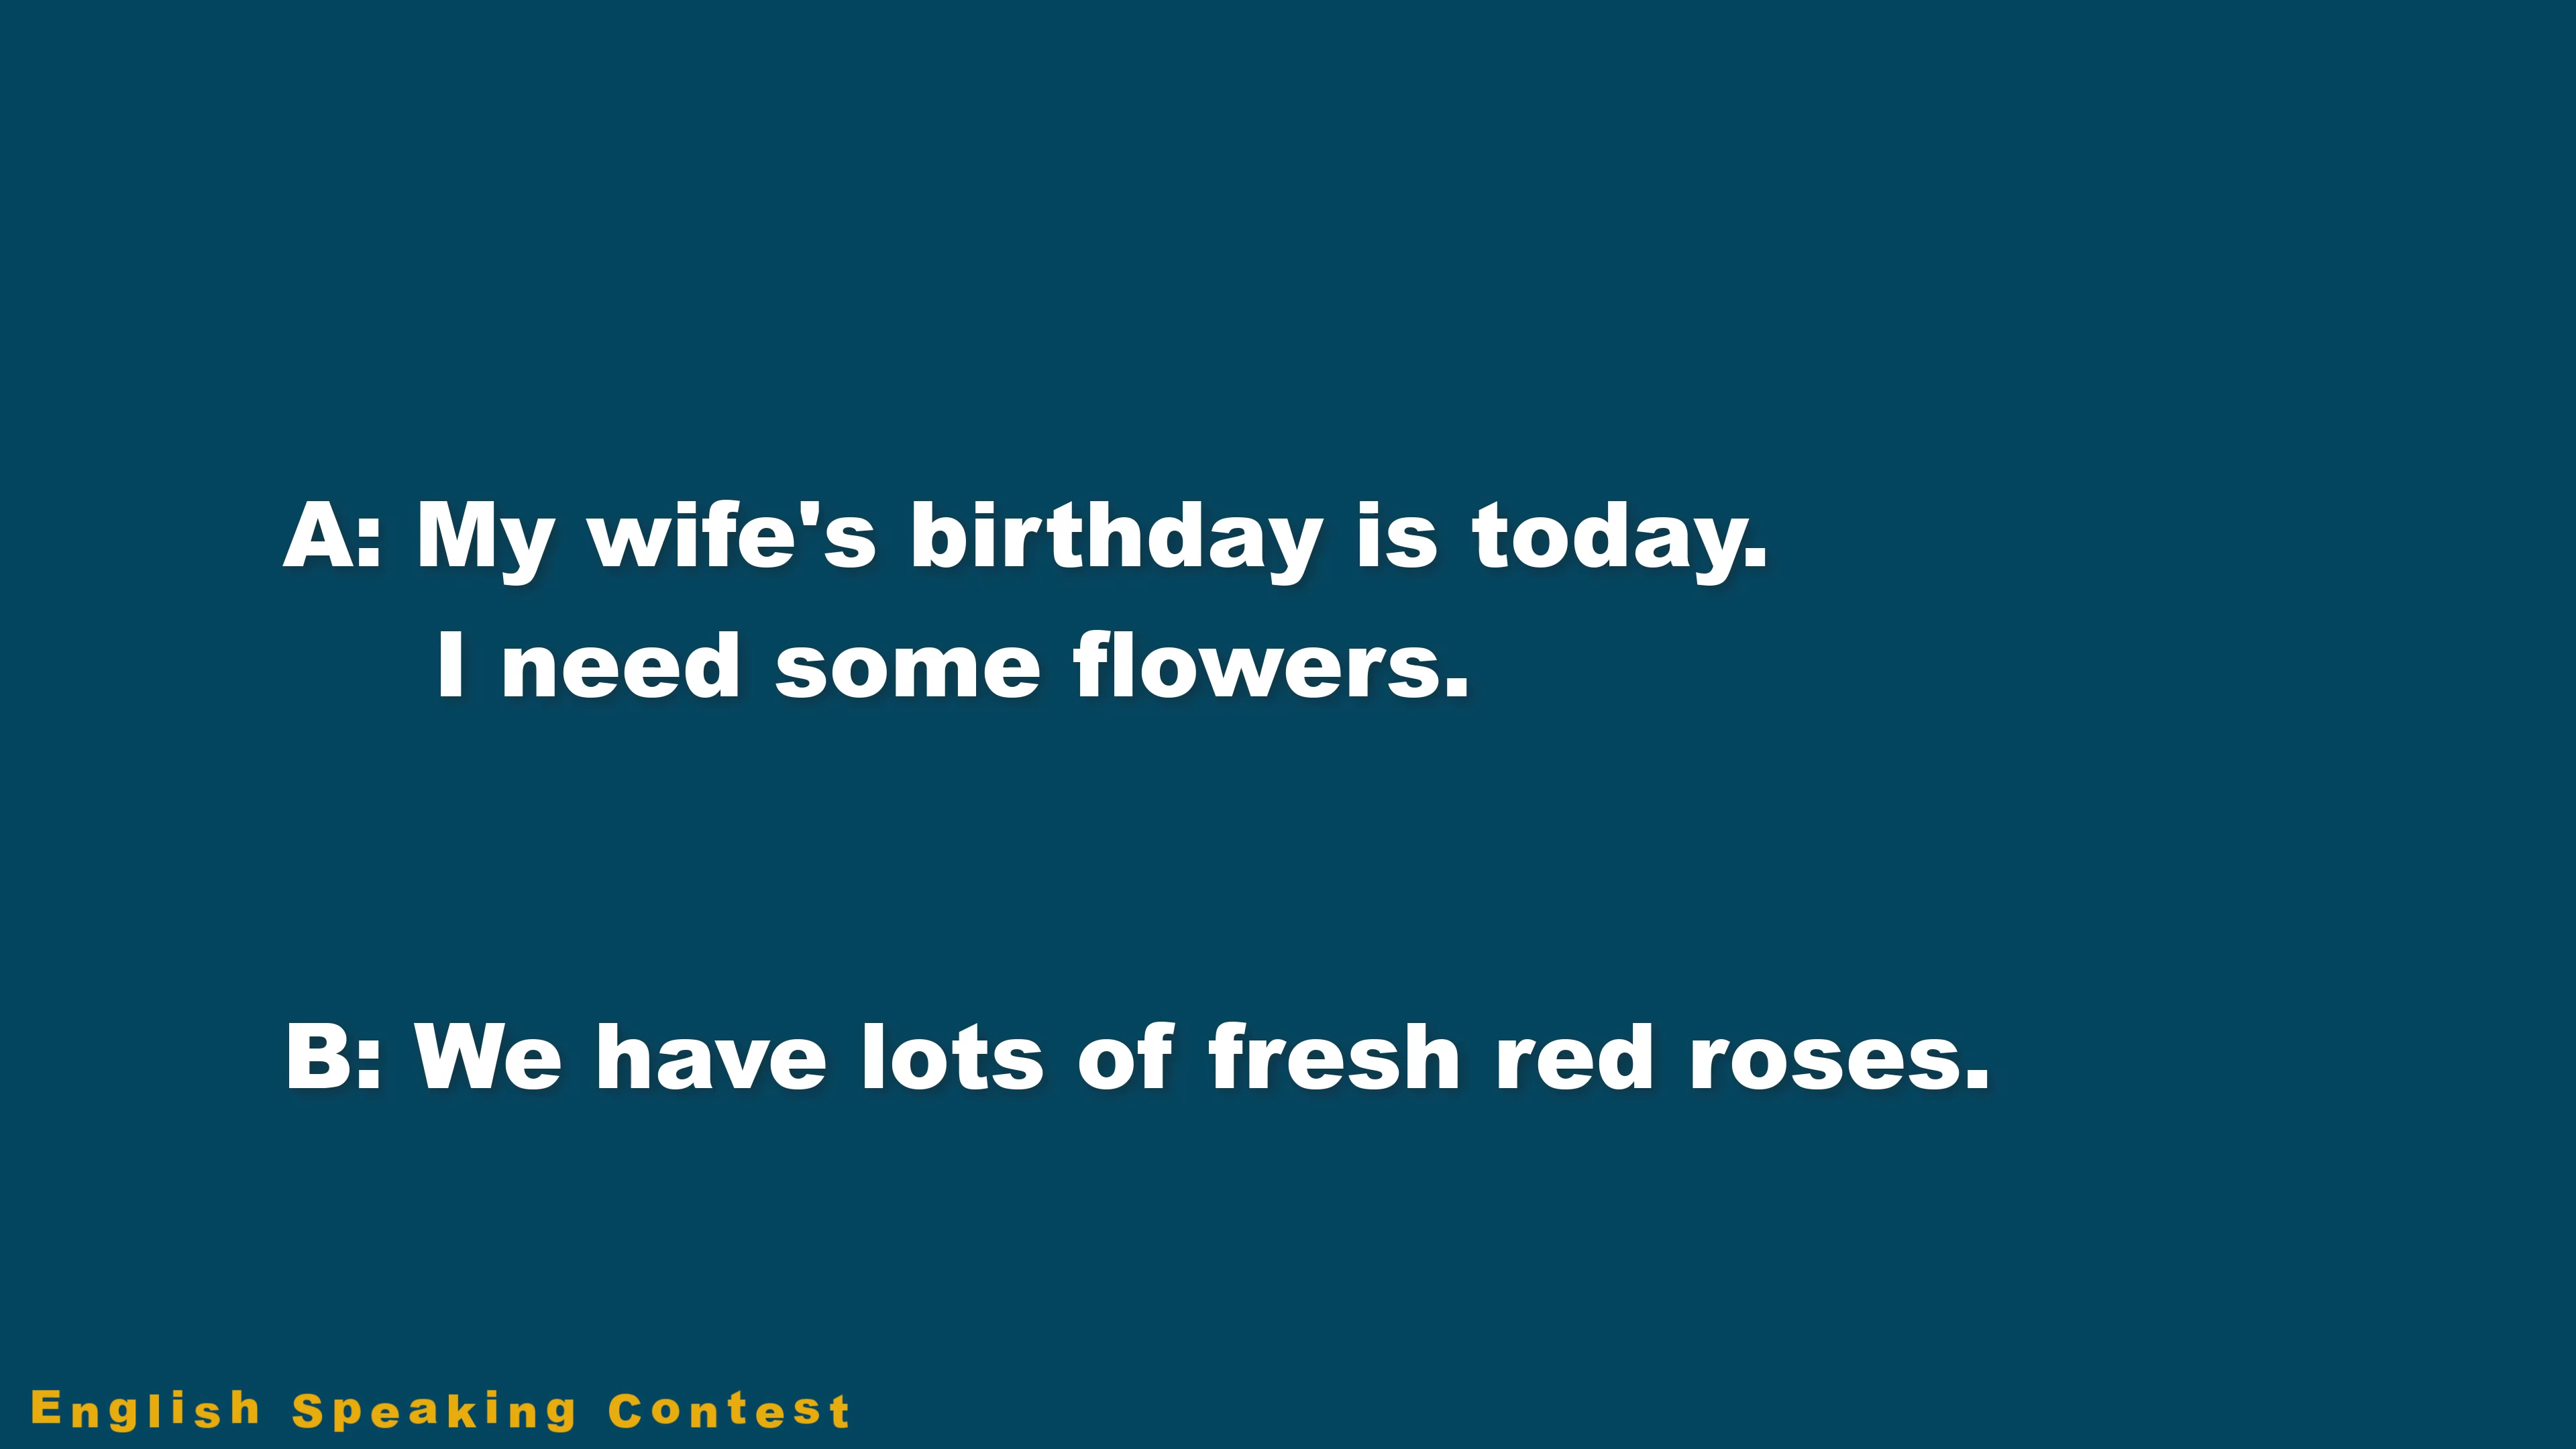 A: My wife's birthday is today.
I need some flowers.
B: We have lots of fresh red roses.
English Speaking Contest